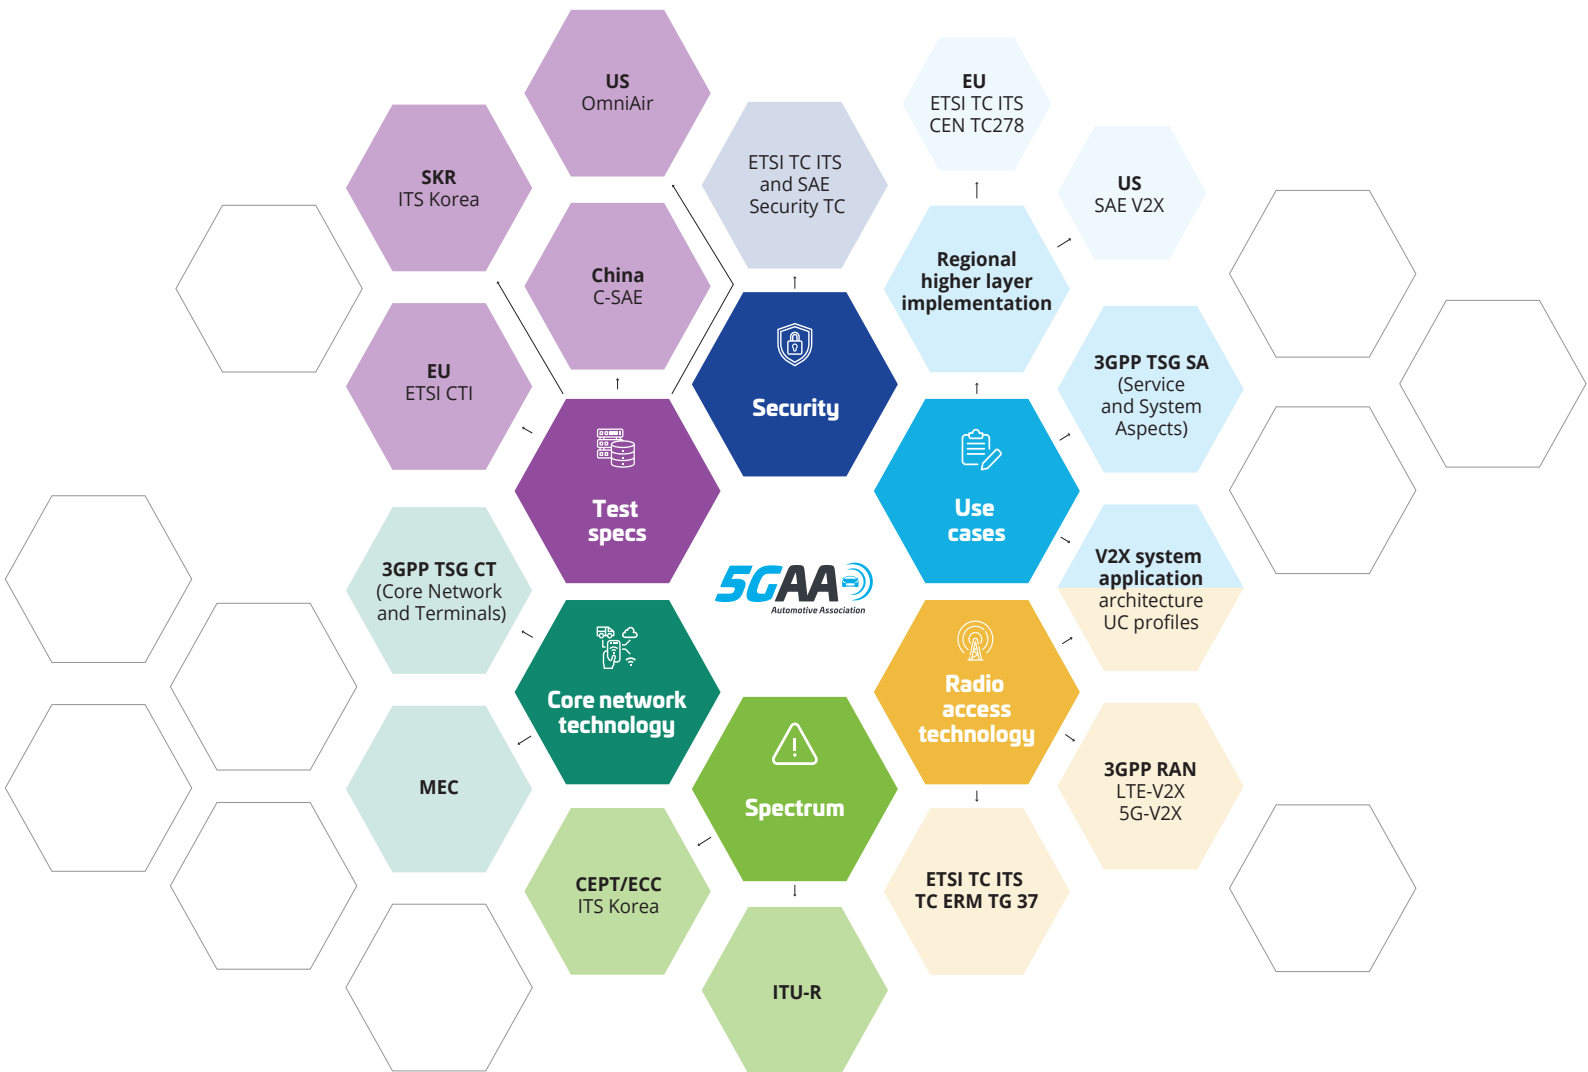 US
OmniAir
EU
ETSI TC ITS
CEN TC278
SKR
ITS Korea
ETSI TC ITS
and SAE
Security TC
US
SAE V2X
China
C-SAE
Regional
higher layer
implementation
EU
ETSI CTI
3GPP TSG SA
(Service
and System
Aspects)
Security
Test
specs
Use
cases
3GPP TSG CT
(Core Network
and Terminals)
5GAA
Automotive Association
V2X system
application
architecture
UC profiles
Core network
technology
Radio
access
technology
MEC
Spectrum
3GPP RAN
LTE-V2X
5G-V2X
CEPT/ECC
ITS Korea
ETSI TC ITS
TC ERM TG 37
ITU-R